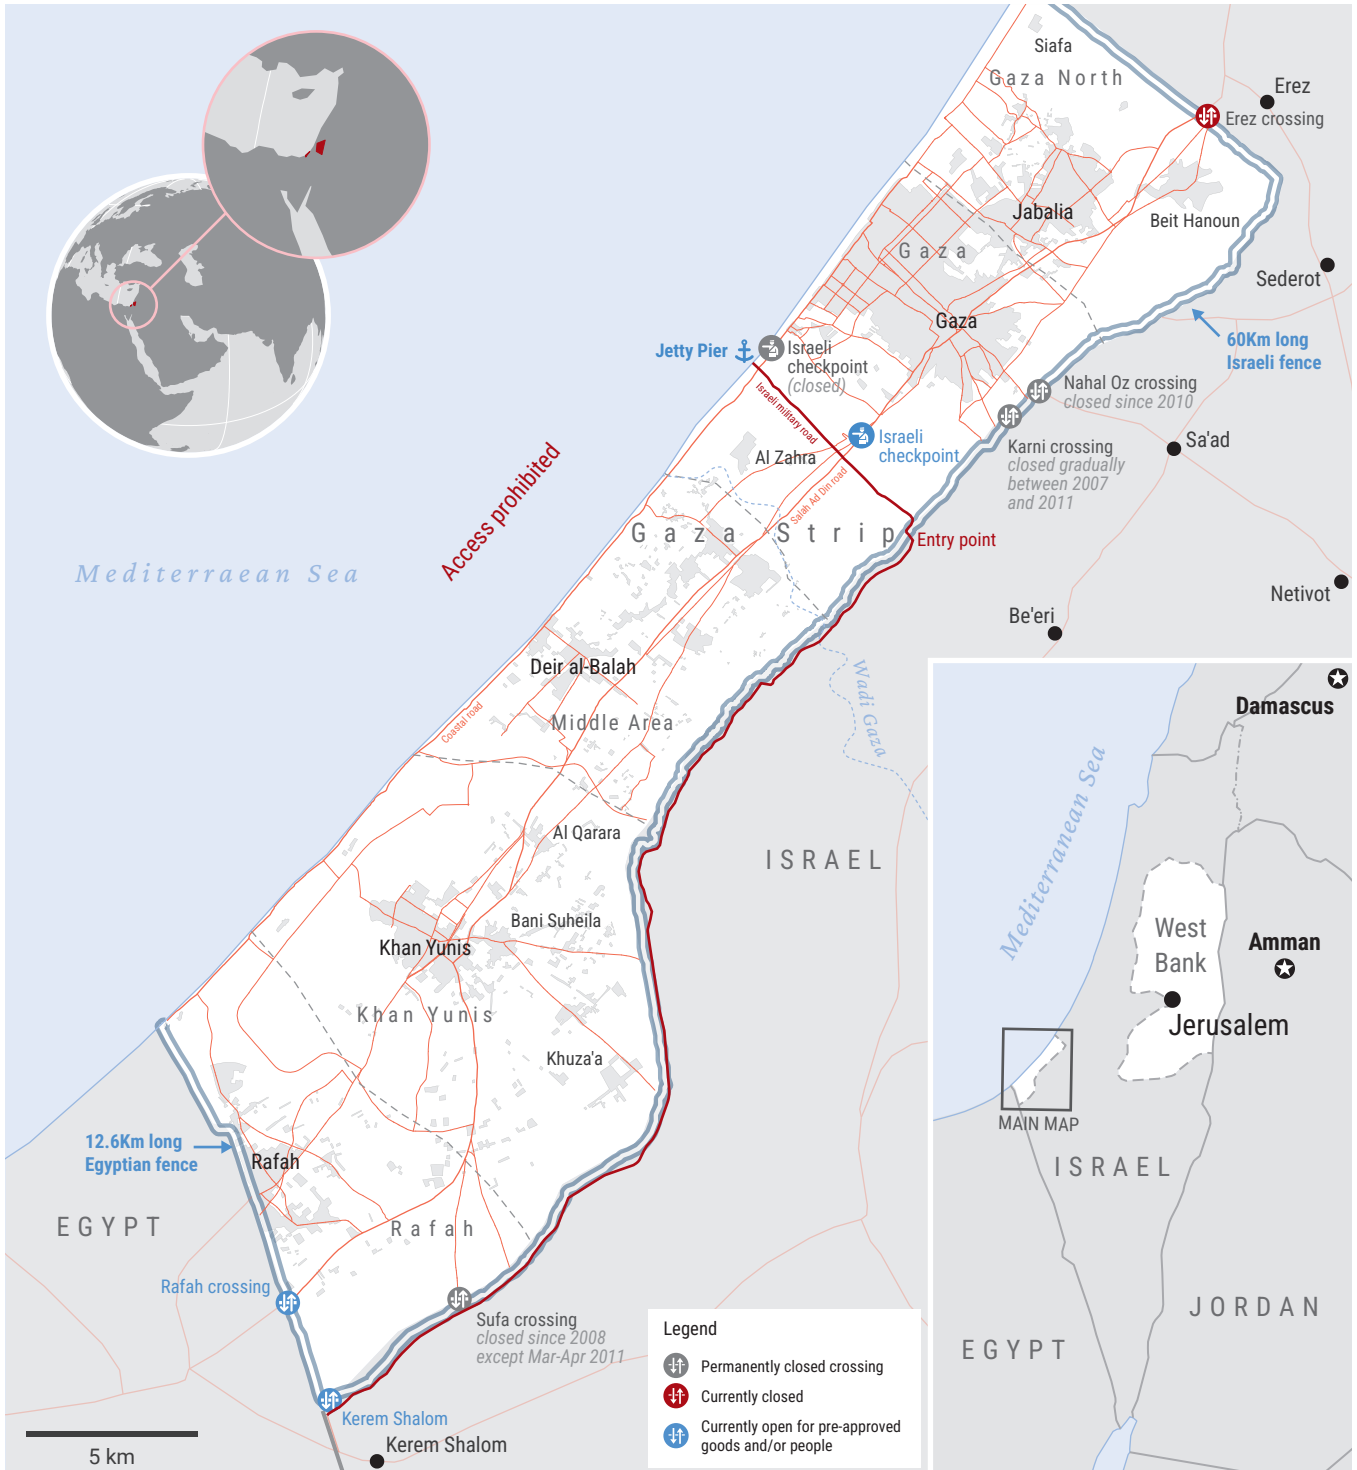 Siafa
Gaza North
Erez
Erez crossing
Jabalia
Beit Hanoun
Gaza
Sederot
Gaza
60Km long
Israeli fence
Jetty Pier
Israeli
checkpoint
(closed)
Israeli military road
Nahal Oz crossing
closed since 2010
Israeli
checkpoint
Karni crossing
closed gradually
between 2007
and 2011
Sa'ad
Al Zahra
Salah Ad Din road
Access prohibited
Gaza Strip
Entry point
Mediterraean Sea
Netivot
Be'eri
Deir al-Balah
Wadi Gaza
Coastal road
Middle Area
Al Qarara
ISRAEL
Bani Suheila
Khan Yunis
Khan Yunis
Khuza'a
12.6Km long
Egyptian fence
Rafah
EGYPT
Rafah
Rafah crossing
Sufa crossing
closed since 2008
except Mar-Apr 2011
Kerem Shalom
Kerem Shalom
5 km
Legend
Permanently closed crossing
Currently closed
Currently open for pre-approved
goods and/or people
Damascus
Mediterranean Sea
West
Bank
Amman
Jerusalem
MAIN MAP
ISRAEL
JORDAN
EGYPT